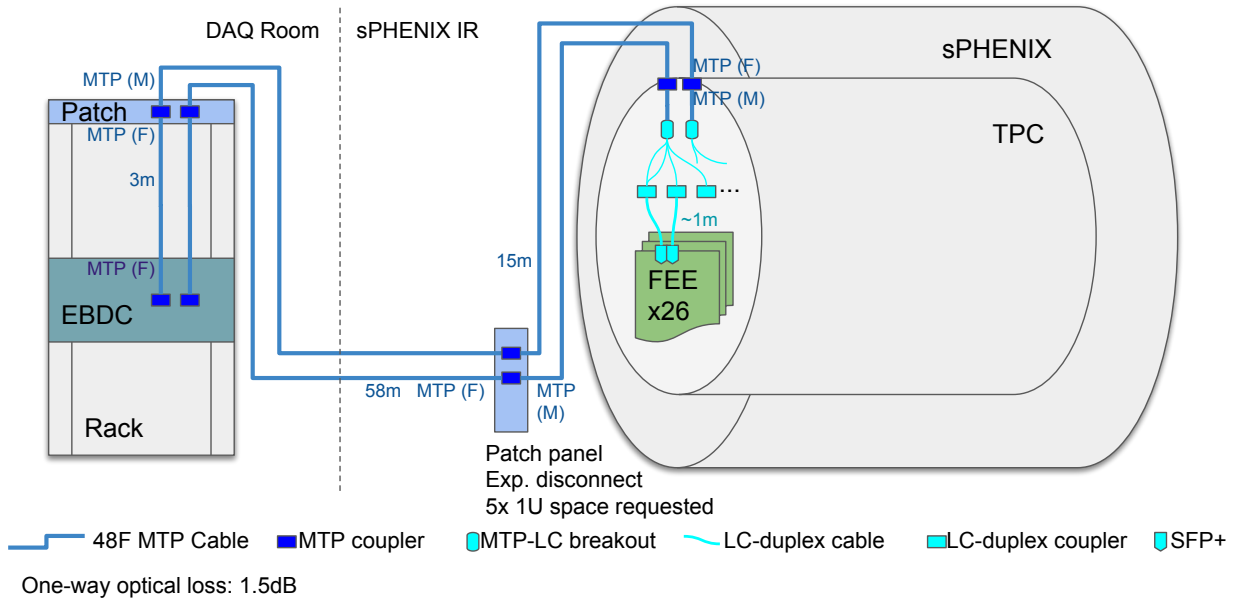 DAQ Room
sPHENIX IR
sPHENIX
MTP (M)
MTP (F)
Patch
MTP (M)
MTP (F)
TPC
3m
...
~1m
MTP (F)
15m
FEE
x26
EBDC
58m
MTP (F)
MTP
(M)
Rack
Patch panel
Exp. disconnect
5x 1U space requested
48F MTP Cable
MTP coupler
MTP-LC breakout
LC-duplex cable
LC-duplex coupler
SFP+
One-way optical loss: 1.5dB